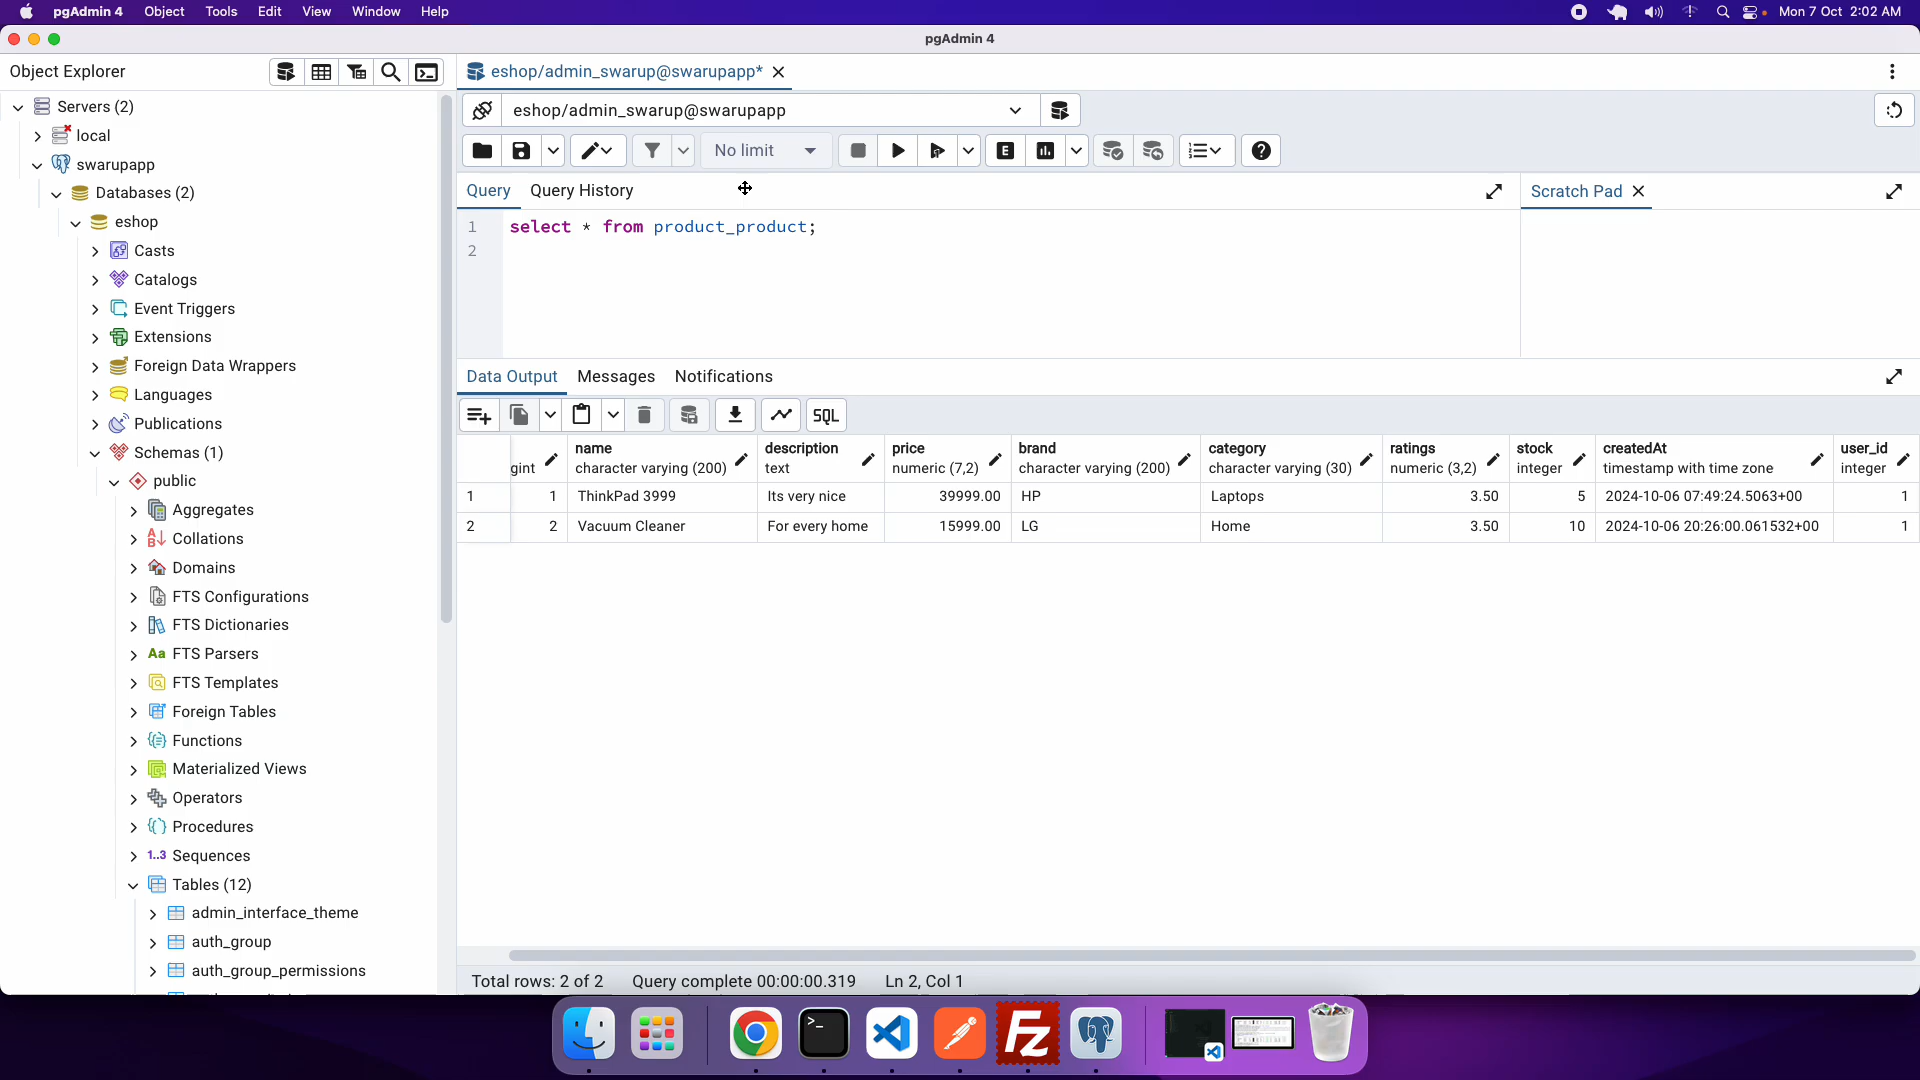 pgAdmin 4 Object Tools Edit View Window Help Mon 7 Oct 2:02 AM
pgAdmin 4
Object Explorer
eshop/admin_swarup@swarupapp*
Servers (2)
eshop/admin_swarup@swarupapp
local
No limit
E
swarupapp
Query Query History
Scratch Pad
Databases (2)
eshop
1 select * from product_product;
2
Casts
Catalogs
Event Triggers
Extensions
Foreign Data Wrappers
Data Output Messages Notifications
Languages
SQL
Publications
Schemas (1)
public
name description price brand category ratings stock createdAt user_id
gint character varying (200) text numeric (7,2) character varying (200) character varying (30) numeric (3,2) integer timestamp with time zone integer
1 1 ThinkPad 3999 Its very nice 39999.00 HP Laptops 3.50 5 2024-10-06 07:49:24.5063+00 1
2 2 Vacuum Cleaner For every home 15999.00 LG Home 3.50 10 2024-10-06 20:26:00.061532+00 1
Aggregates
Collations
Domains
FTS Configurations
FTS Dictionaries
Aa FTS Parsers
FTS Templates
Foreign Tables
Functions
Materialized Views
Operators
Procedures
1..3 Sequences
Tables (12)
admin_interface_theme
auth_group
auth_group_permissions
Total rows: 2 of 2 Query complete 00:00:00.319 Ln 2, Col 1
Fz